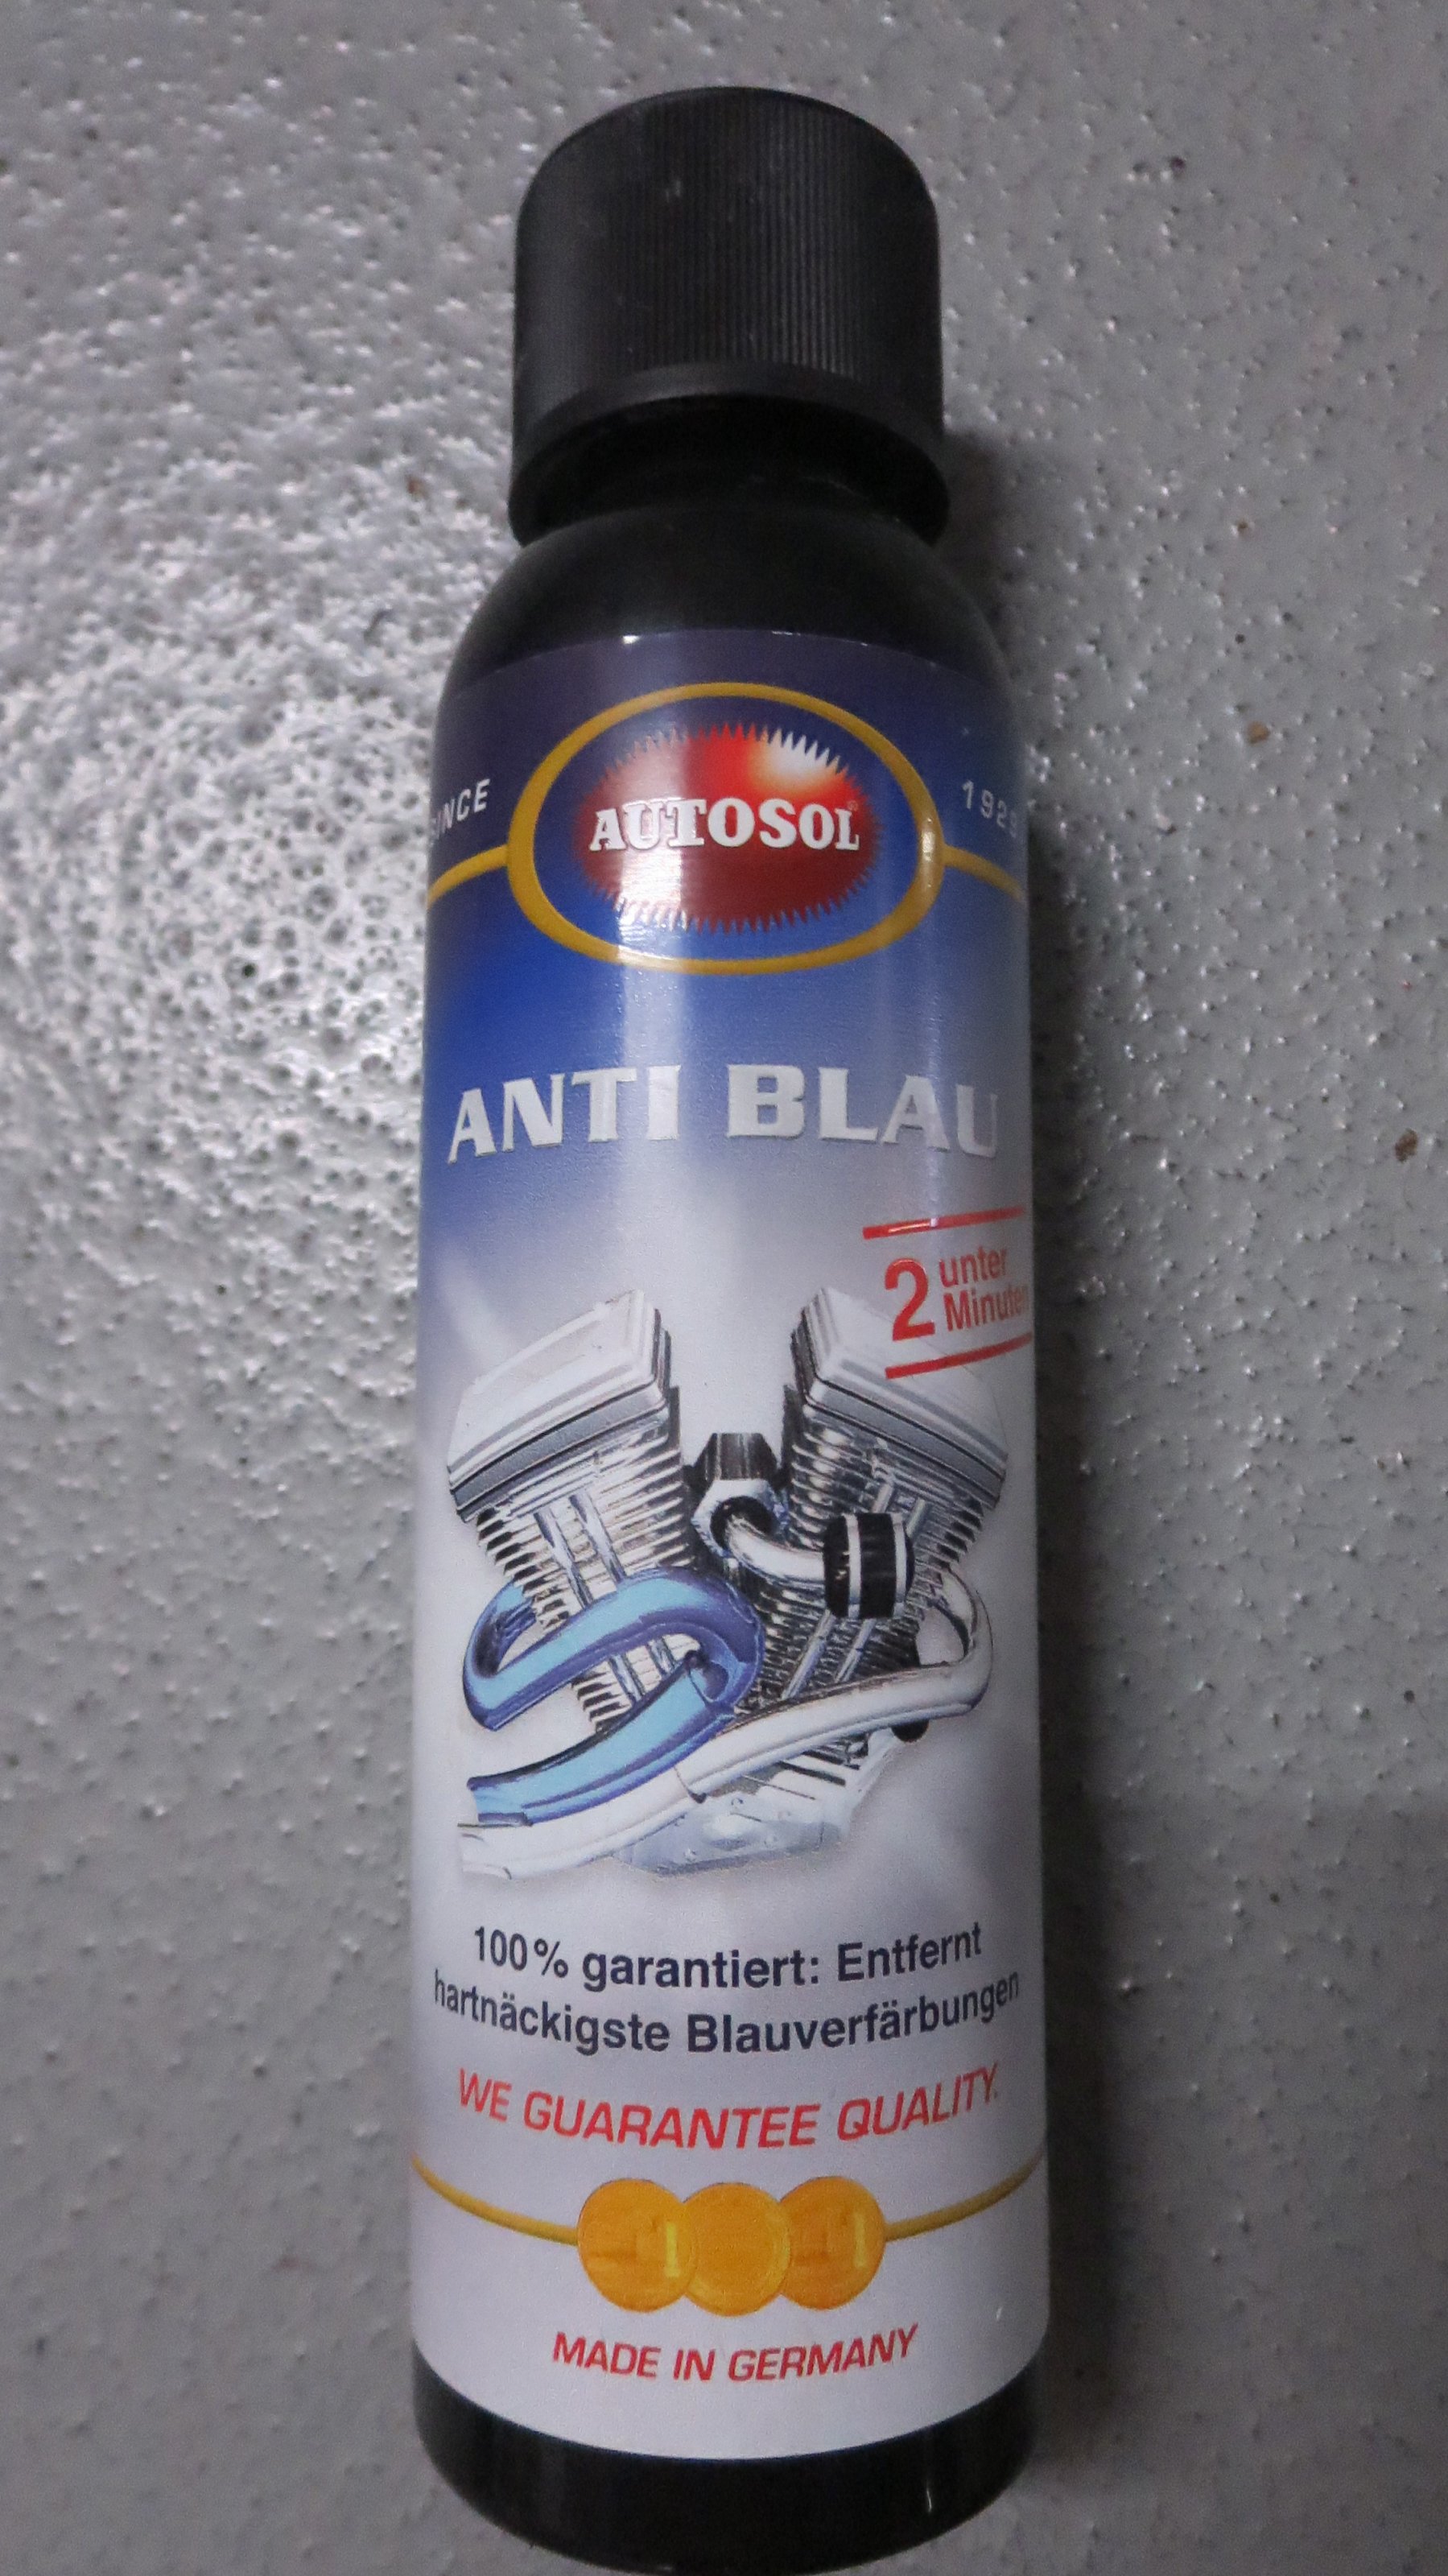 SINCE
1929
AUTOSOL®
ANTI BLAU
2 unter
Minuten
100% garantiert: Entfernt
hartnäckigste Blauverfärbungen
WE GUARANTEE QUALITY.
MADE IN GERMANY